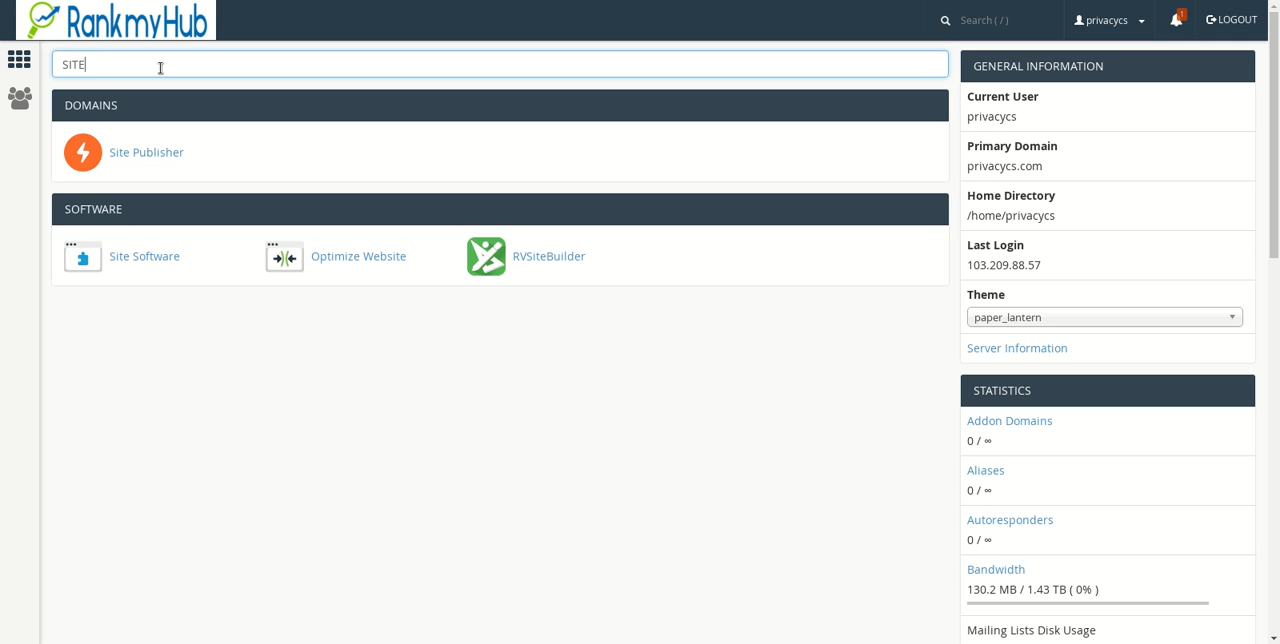 RankmyHub
Search ( / )
privacycs
1
LOGOUT
SITE
DOMAINS
Site Publisher
SOFTWARE
Site Software
Optimize Website
RVSiteBuilder
GENERAL INFORMATION
Current User
privacycs
Primary Domain
privacycs.com
Home Directory
/home/privacycs
Last Login
103.209.88.57
Theme
paper_lantern
Server Information
STATISTICS
Addon Domains
0 / ∞
Aliases
0 / ∞
Autoresponders
0 / ∞
Bandwidth
130.2 MB / 1.43 TB ( 0% )
Mailing Lists Disk Usage